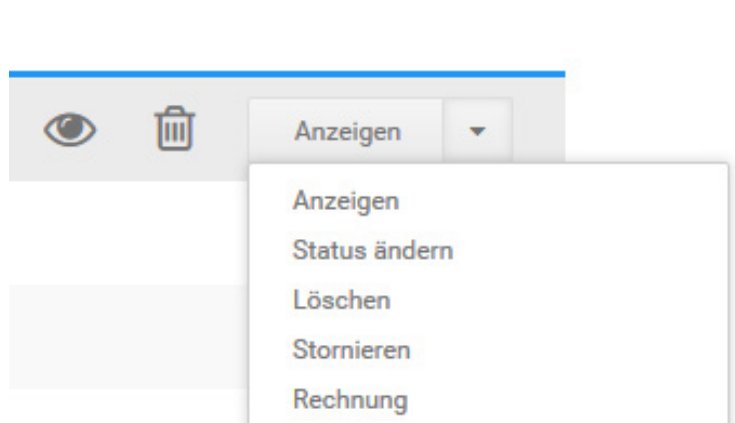 Anzeigen
Anzeigen
Status ändern
Löschen
Stornieren
Rechnung